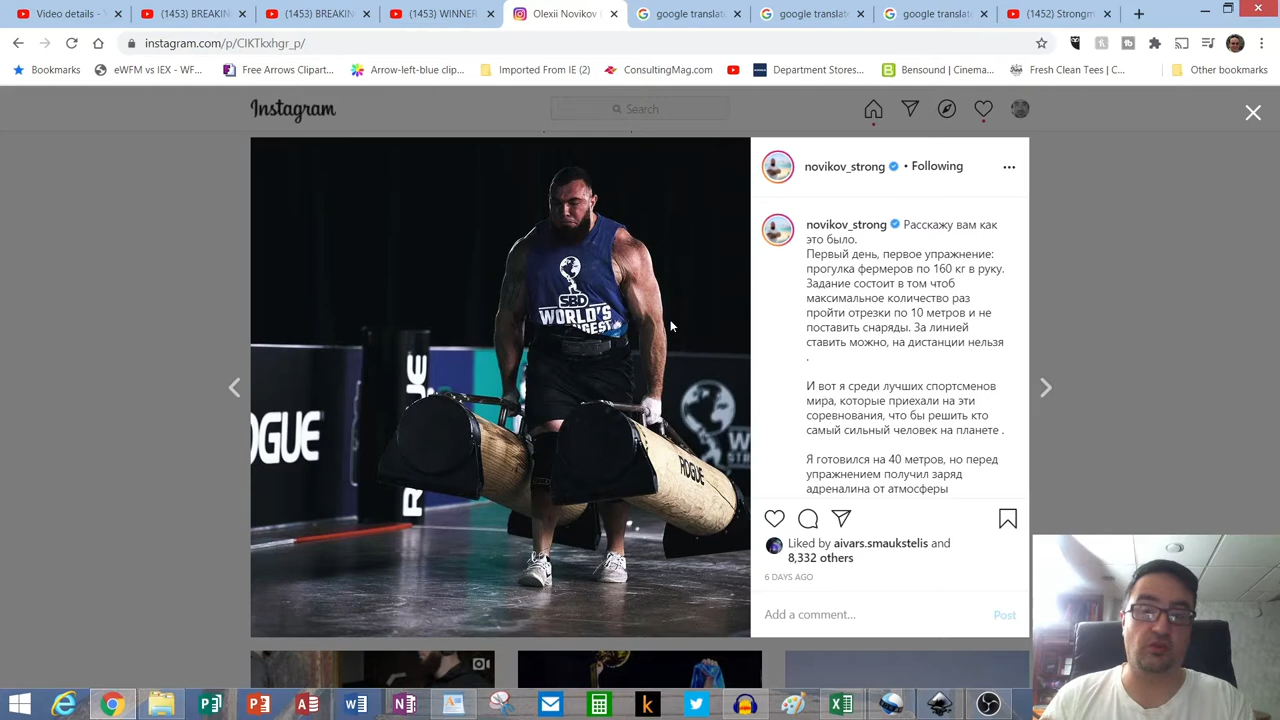 Video details - Y
(1453) BREAKIN
(1453) BREAKIN
(1453) WINNER
Olexii Novikov
google translate
google translate
google translate
(1452) Strongm
instagram.com/p/CIKTkxhgr_p/
Bookmarks
eWFM vs IEX - WF...
Free Arrows Clipart...
Arrow-left-blue clip...
Imported From IE (2)
ConsultingMag.com
Department Stores...
Bensound | Cinema...
Fresh Clean Tees | C...
Other bookmarks
Instagram
Search
ROGUE
SBD
WORLD'S
ROGUE
novikov_strong • Following
novikov_strong Расскажу вам как
это было.
Первый день, первое упражнение:
прогулка фермеров по 160 кг в руку.
Задание состоит в том чтоб
максимальное количество раз
пройти отрезки по 10 метров и не
поставить снаряды. За линией
ставить можно, на дистанции нельзя
.
И вот я среди лучших спортсменов
мира, которые приехали на эти
соревнования, что бы решить кто
самый сильный человек на планете .
Я готовился на 40 метров, но перед
упражнением получил заряд
адреналина от атмосферы
Liked by aivars.smaukstelis and
8,332 others
6 DAYS AGO
Add a comment...
Post